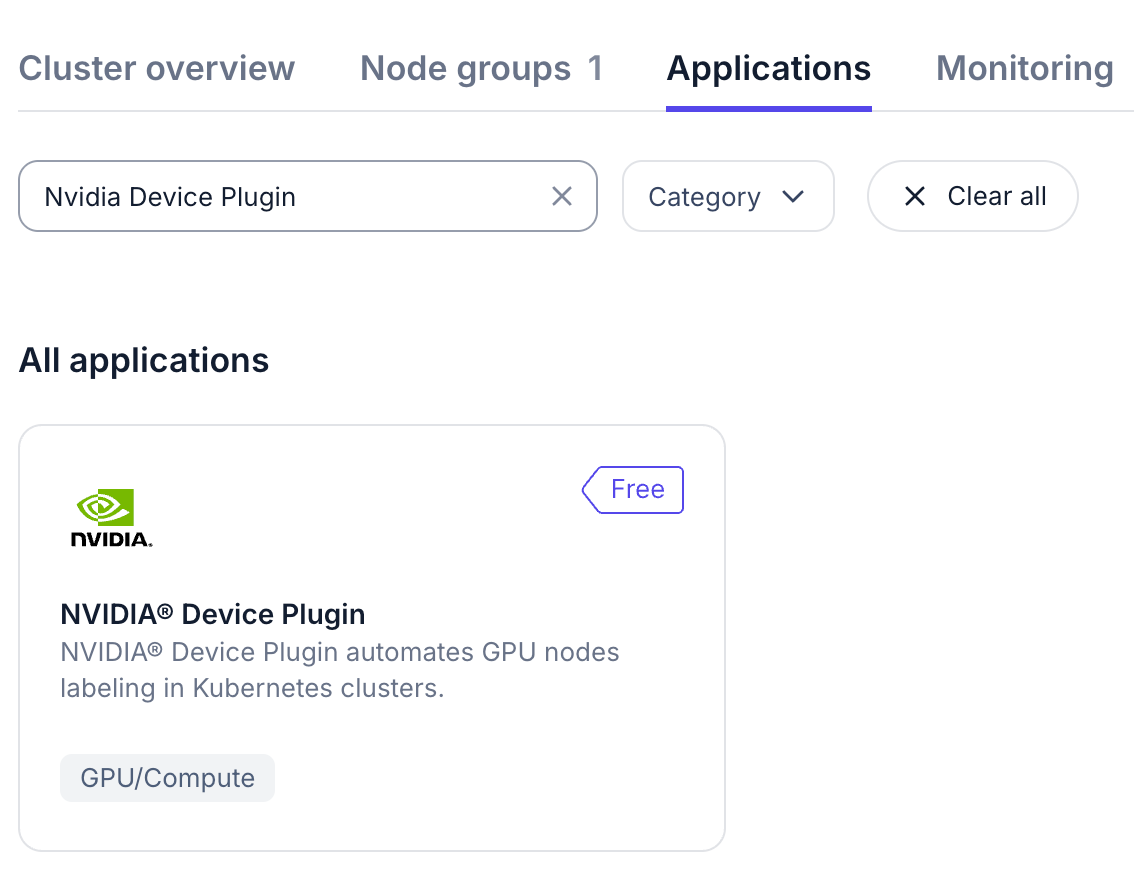 Cluster overview Node groups 1 Applications Monitoring
Nvidia Device Plugin Category Clear all
All applications
Free
NVIDIA.
NVIDIA® Device Plugin
NVIDIA® Device Plugin automates GPU nodes
labeling in Kubernetes clusters.
GPU/Compute